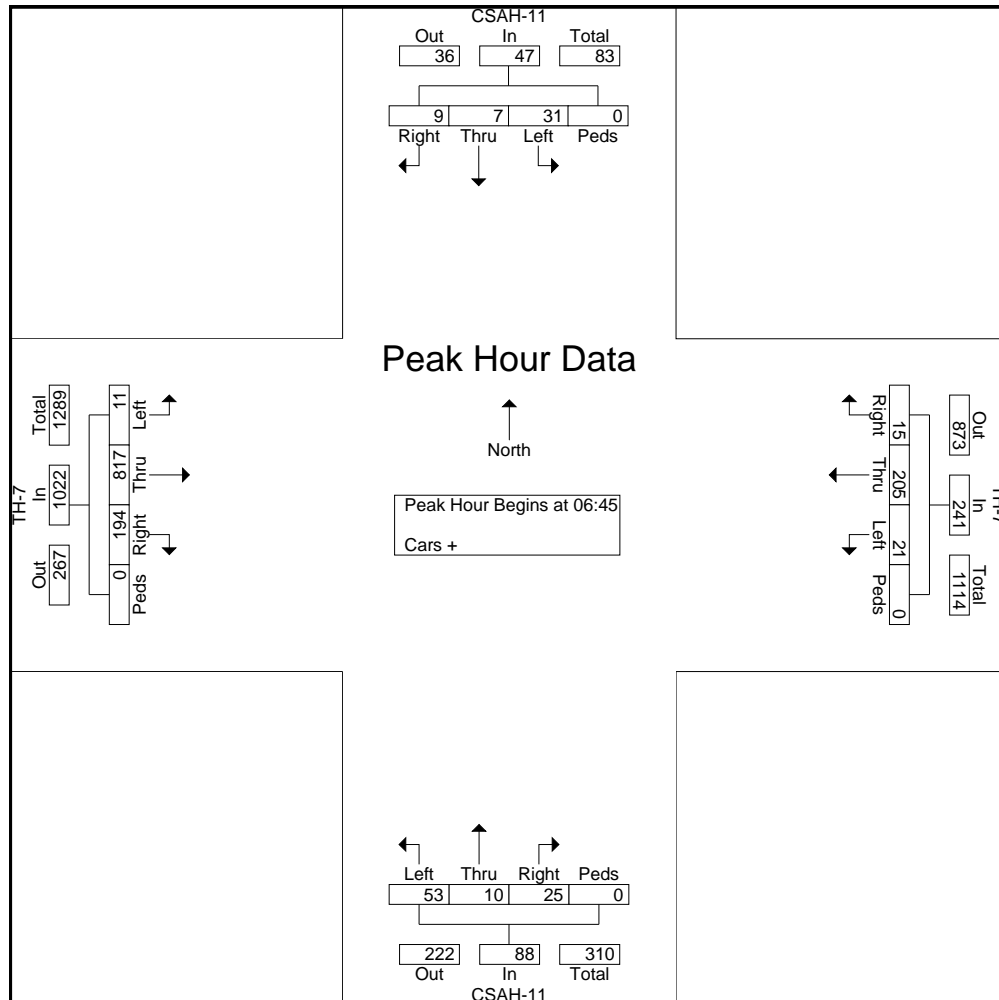 CSAH-11
Out In Total
36 47 83
9 7 31 0
Right Thru Left Peds
Peak Hour Data
North
Peak Hour Begins at 06:45
Cars +
TH-7
Out In Total
267 1022 1289
11 817 194 0
Left Thru Right Peds
TH-7
Out In Total
873 241 1114
15 205 21 0
Right Thru Left Peds
Left Thru Right Peds
53 10 25 0
222 88 310
Out In Total
CSAH-11